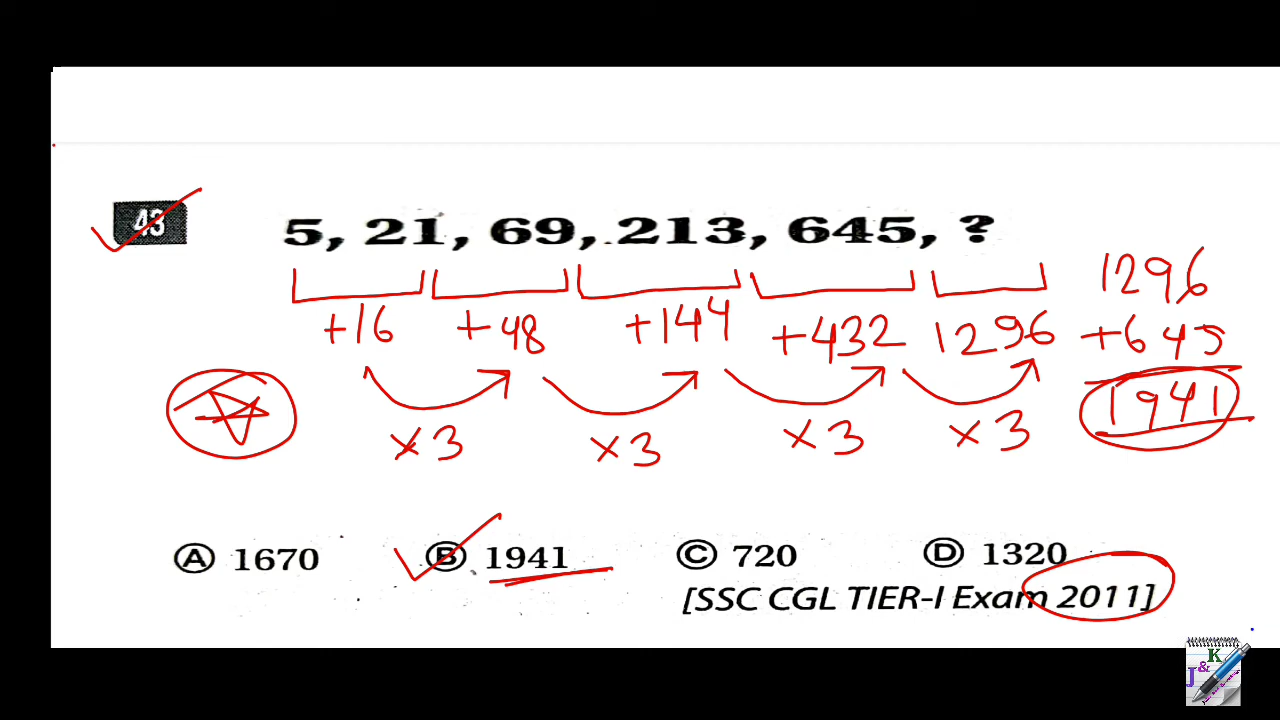 43 5, 21, 69, 213, 645, ?
+16 +48 +144 +432 1296
×3 ×3 ×3 ×3
1296
+645
1941
Ⓐ 1670 Ⓑ 1941 Ⓒ 720 Ⓓ 1320
[SSC CGL TIER-I Exam 2011]
J&K